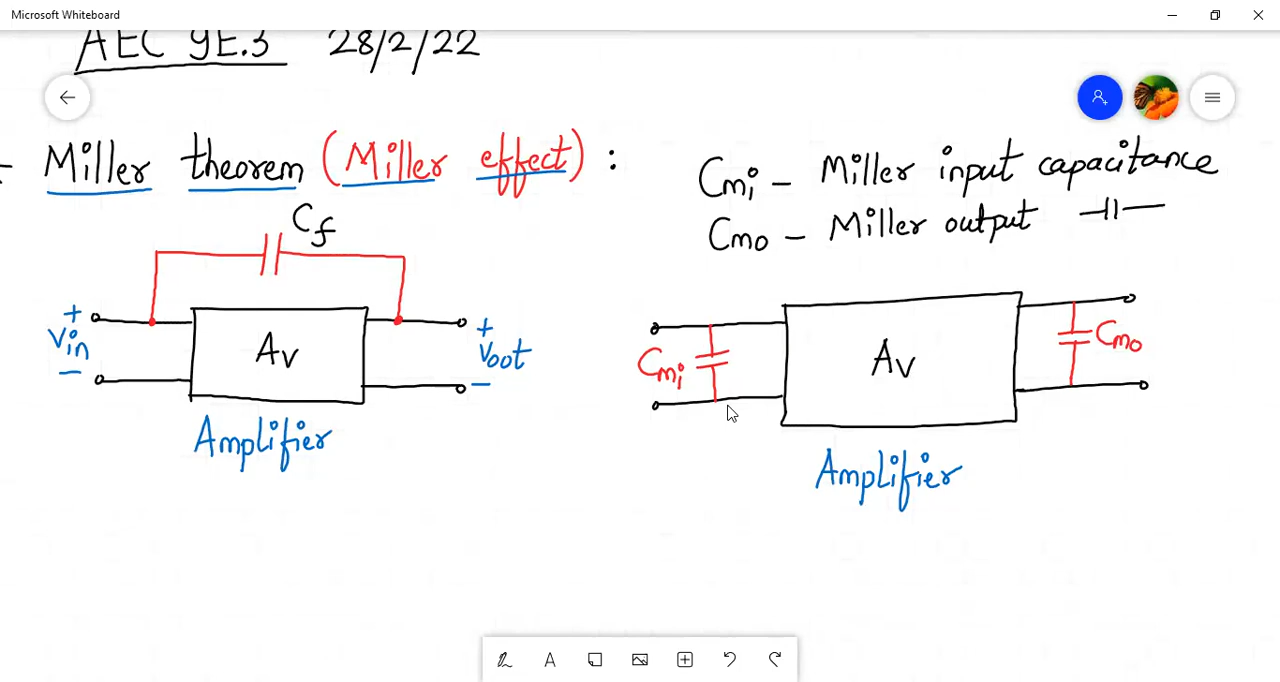 Microsoft Whiteboard
AEC 9E.3 28/2/22
Miller theorem (Miller effect) :
Cmi – Miller input capacitance
Cmo – Miller output
Cf
+
Vin
–
Av
+
Voot
–
Amplifier
Cmi
Av
Cmo
Amplifier
A